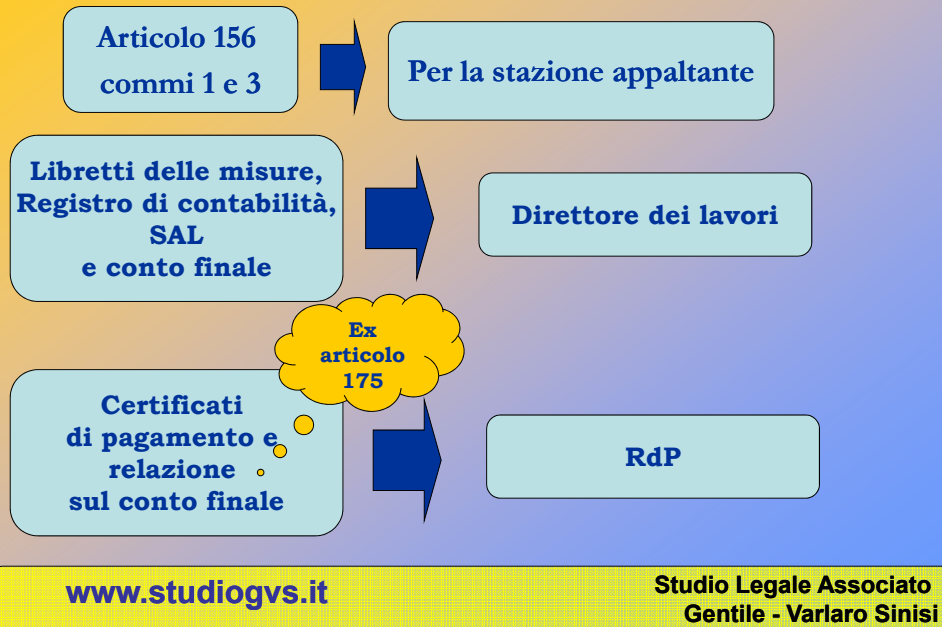 Articolo 156
commi 1 e 3
Per la stazione appaltante
Libretti delle misure,
Registro di contabilità,
SAL
e conto finale
Direttore dei lavori
Ex
articolo
175
Certificati
di pagamento e
relazione
sul conto finale
RdP
www.studiogvs.it
Studio Legale Associato
Gentile - Varlaro Sinisi